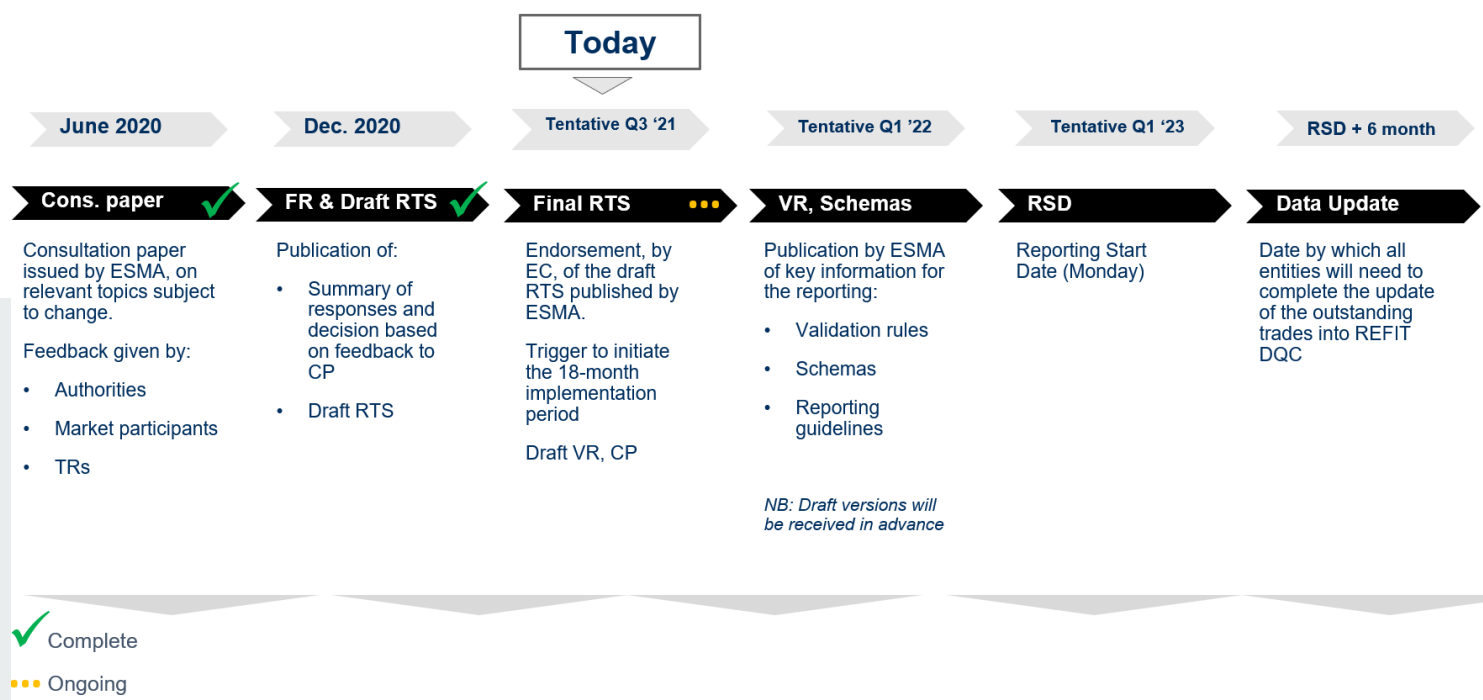 Today
June 2020
Dec. 2020
Tentative Q3 ‘21
Tentative Q1 ’22
Tentative Q1 ‘23
RSD + 6 month
Cons. paper
FR & Draft RTS
Final RTS
VR, Schemas
RSD
Data Update
Consultation paper
issued by ESMA, on
relevant topics subject
to change.
Feedback given by:
• Authorities
• Market participants
• TRs
Publication of:
• Summary of
responses and
decision based
on feedback to
CP
• Draft RTS
Endorsement, by
EC, of the draft
RTS published by
ESMA.
Trigger to initiate
the 18-month
implementation
period
Draft VR, CP
Publication by ESMA
of key information for
the reporting:
• Validation rules
• Schemas
• Reporting
guidelines
NB: Draft versions will
be received in advance
Reporting Start
Date (Monday)
Date by which all
entities will need to
complete the update
of the outstanding
trades into REFIT
DQC
Complete
Ongoing